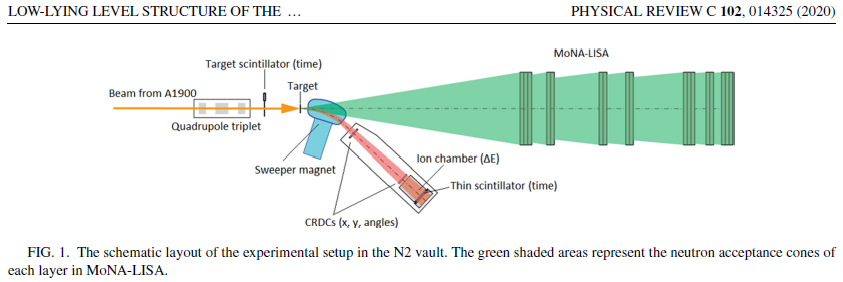 LOW-LYING LEVEL STRUCTURE OF THE …
PHYSICAL REVIEW C 102, 014325 (2020)
MoNA-LISA
Target scintillator (time)
Target
Beam from A1900
Quadrupole triplet
Ion chamber (ΔE)
Sweeper magnet
Thin scintillator (time)
CRDCs (x, y, angles)
FIG. 1. The schematic layout of the experimental setup in the N2 vault. The green shaded areas represent the neutron acceptance cones of
each layer in MoNA-LISA.